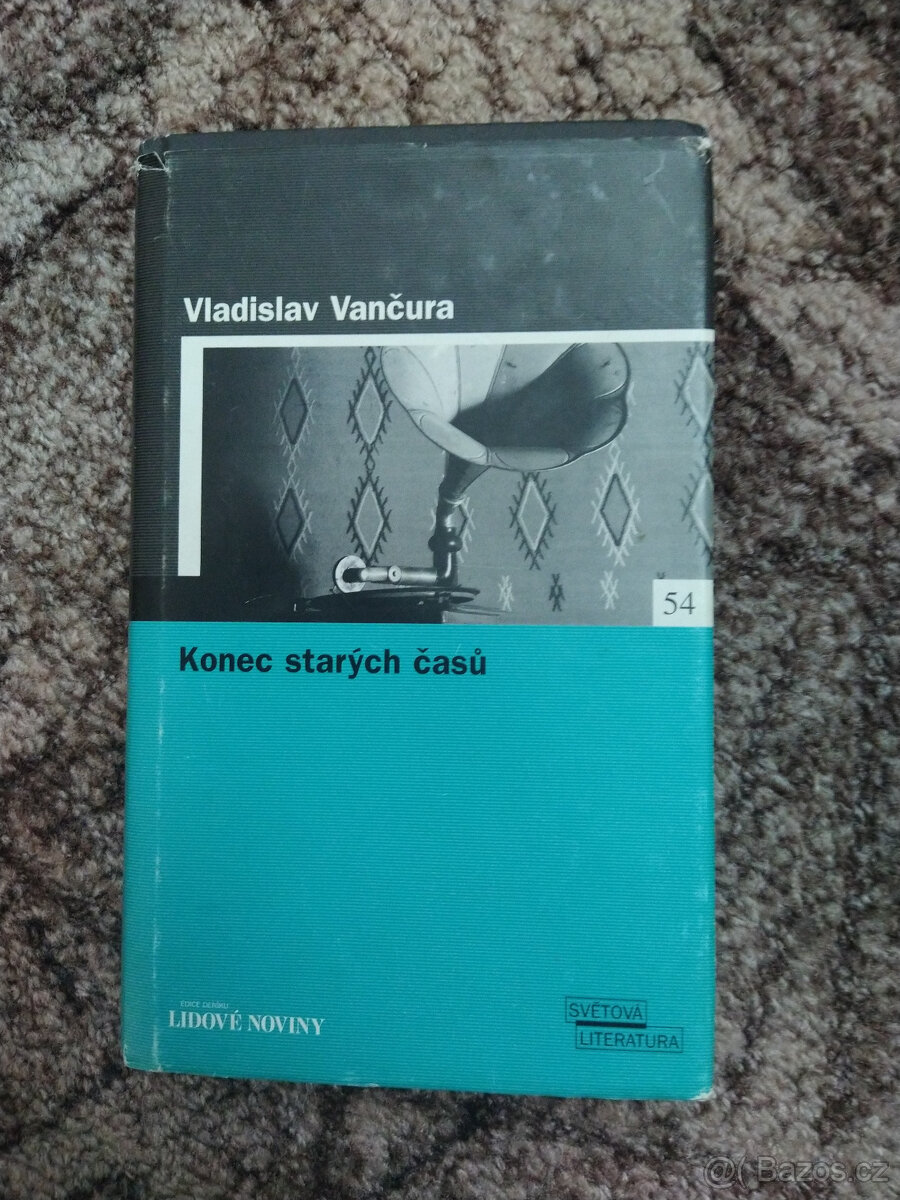 Vladislav Vančura
54
Konec starých časů
EDICE DENÍKU
LIDOVÉ NOVINY
SVĚTOVÁ
LITERATURA
@( Bazos.cz